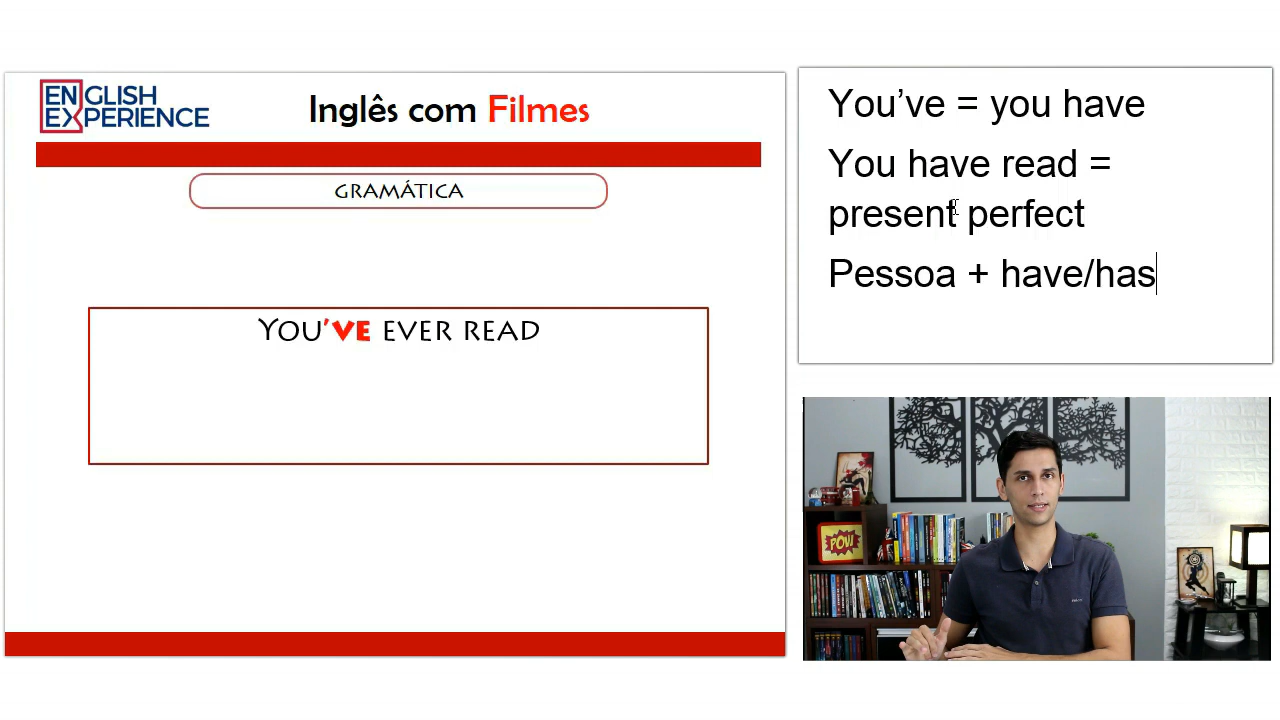 ENGLISH
EXPERIENCE
Inglês com Filmes
GRAMÁTICA
YOU'VE EVER READ
You’ve = you have
You have read =
present perfect
Pessoa + have/has
POW!